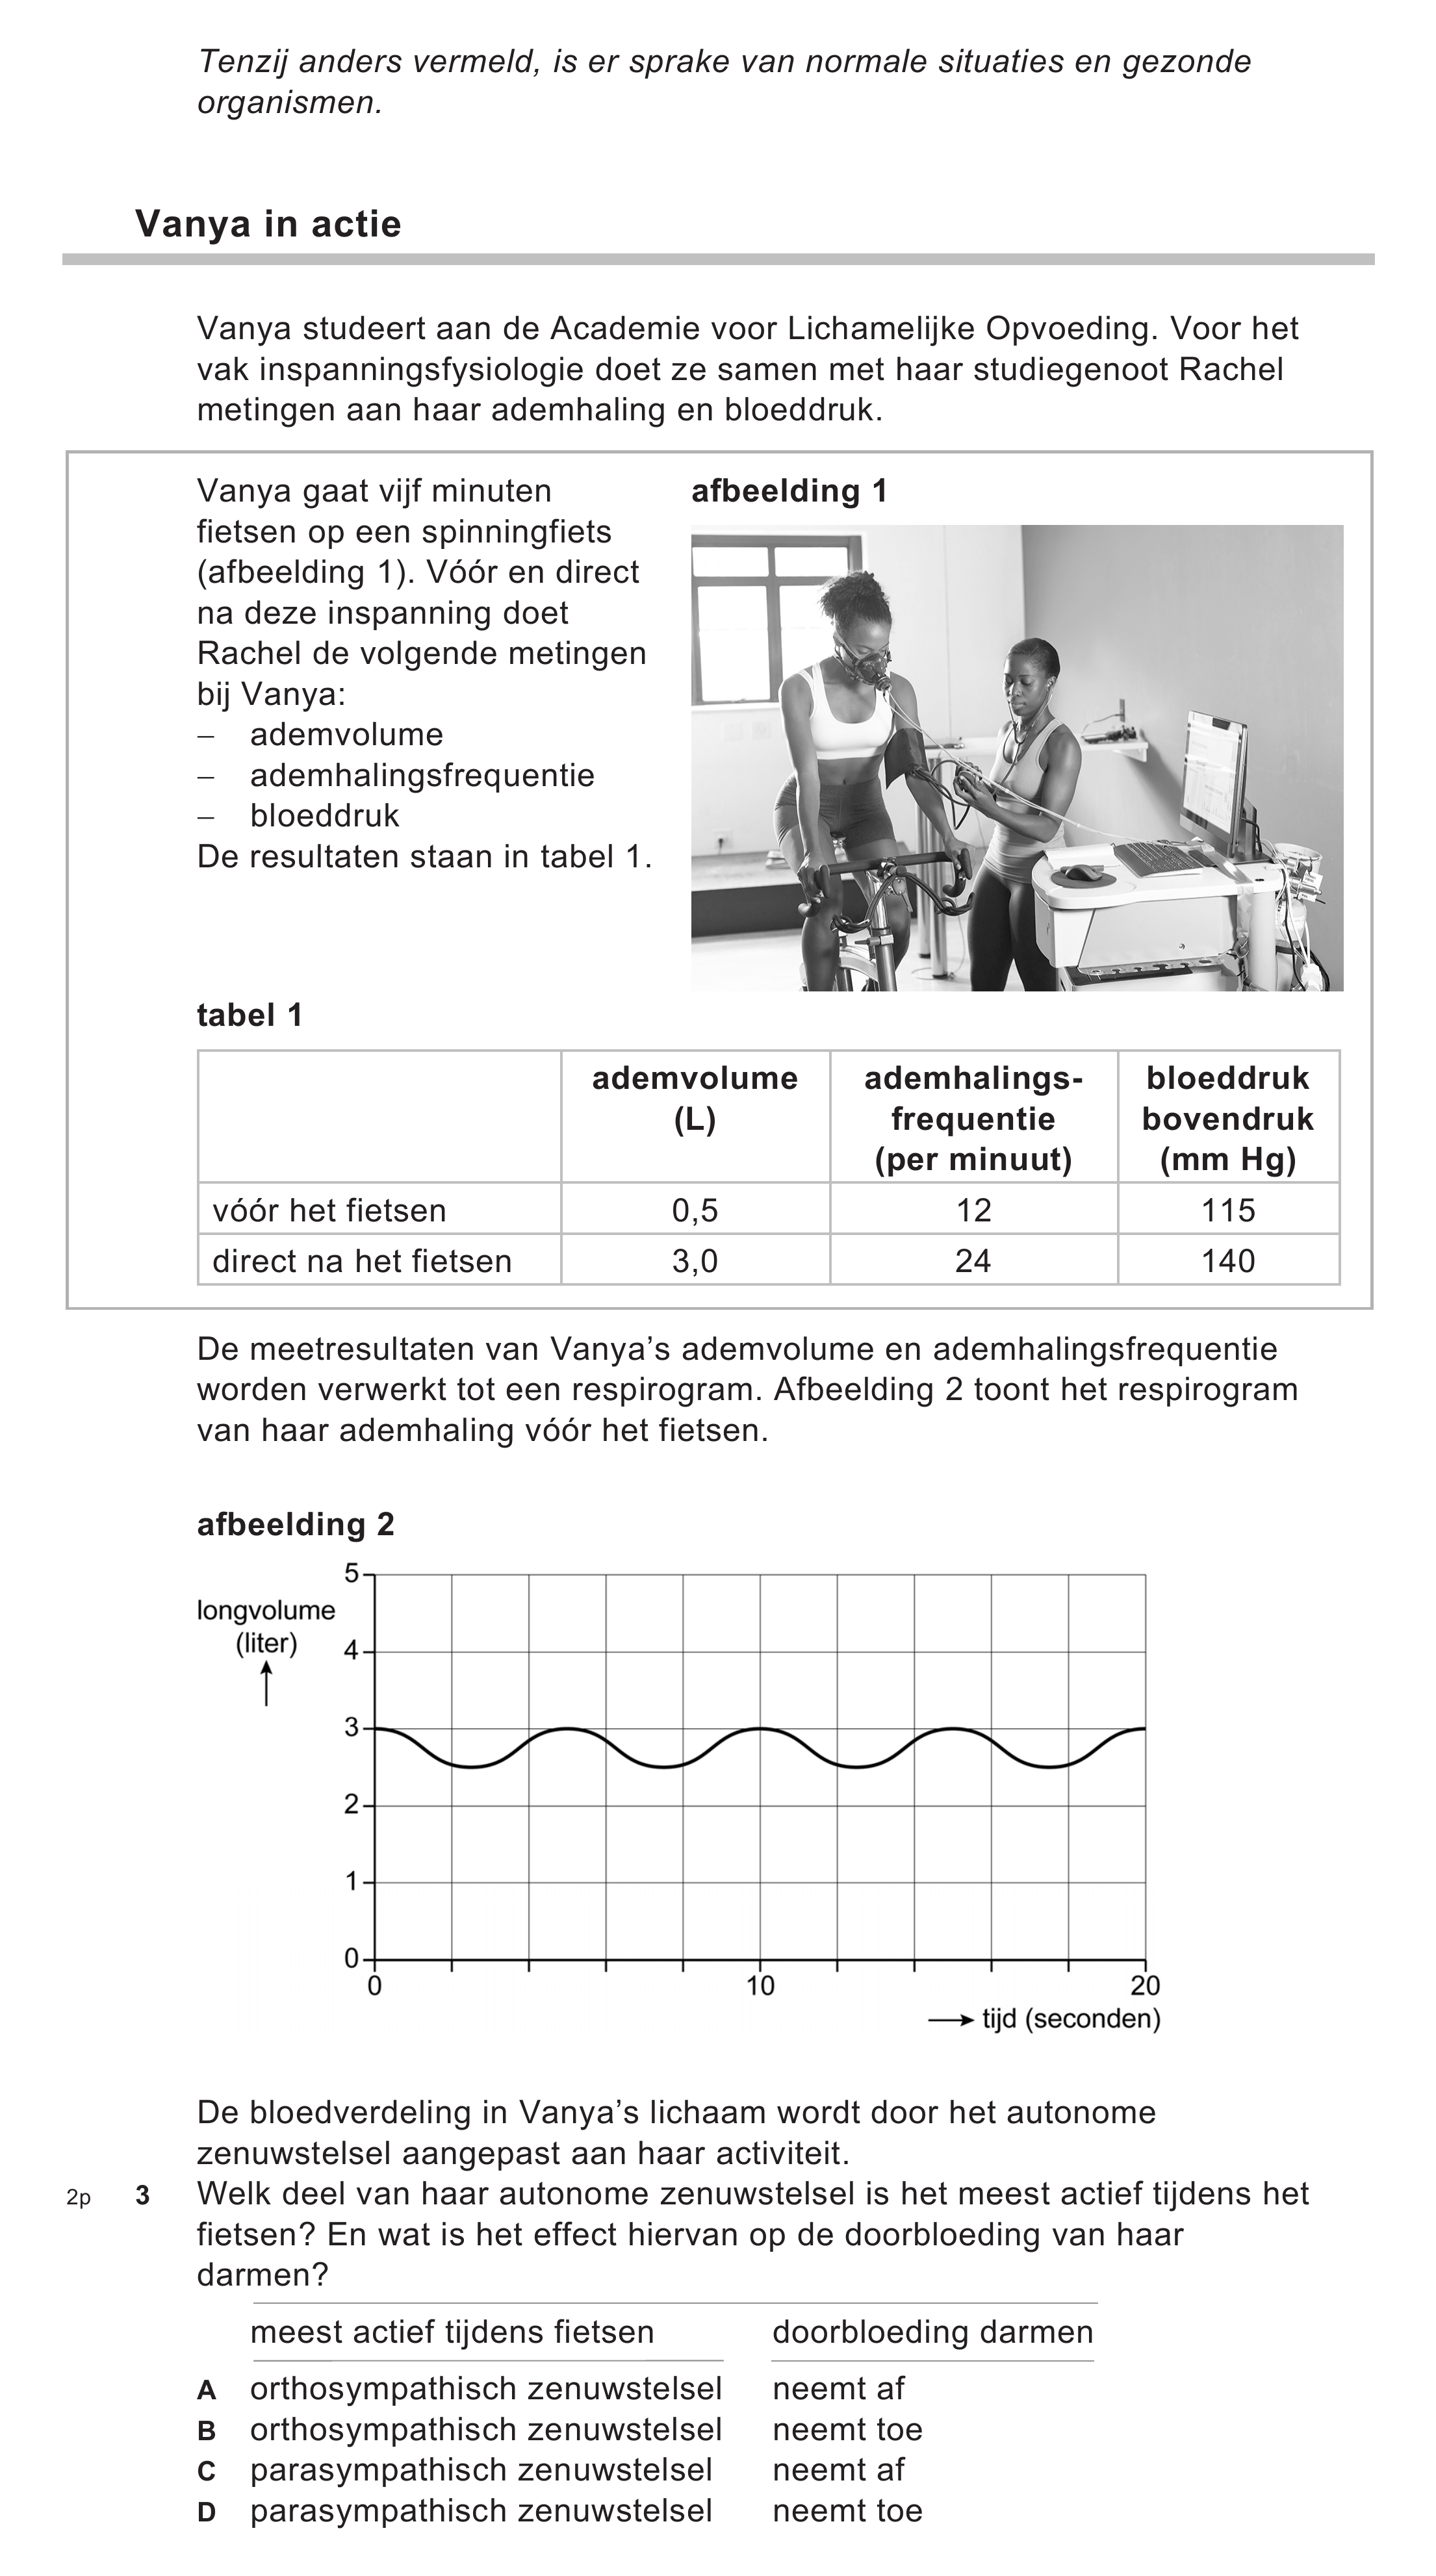 Tenzij anders vermeld, is er sprake van normale situaties en gezonde
organismen.
Vanya in actie
Vanya studeert aan de Academie voor Lichamelijke Opvoeding. Voor het
vak inspanningsfysiologie doet ze samen met haar studiegenoot Rachel
metingen aan haar ademhaling en bloeddruk.
Vanya gaat vijf minuten
fietsen op een spinningfiets
(afbeelding 1). Vóór en direct
na deze inspanning doet
Rachel de volgende metingen
bij Vanya:
– ademvolume
– ademhalingsfrequentie
– bloeddruk
De resultaten staan in tabel 1.
afbeelding 1
tabel 1
ademvolume (L) ademhalings-frequentie (per minuut) bloeddruk bovendruk (mm Hg)
vóór het fietsen 0,5 12 115
direct na het fietsen 3,0 24 140
De meetresultaten van Vanya’s ademvolume en ademhalingsfrequentie
worden verwerkt tot een respirogram. Afbeelding 2 toont het respirogram
van haar ademhaling vóór het fietsen.
afbeelding 2
longvolume
(liter)
5
4
3
2
1
0
0 10 20
tijd (seconden)
De bloedverdeling in Vanya’s lichaam wordt door het autonome
zenuwstelsel aangepast aan haar activiteit.
2p 3 Welk deel van haar autonome zenuwstelsel is het meest actief tijdens het
fietsen? En wat is het effect hiervan op de doorbloeding van haar
darmen?
meest actief tijdens fietsen doorbloeding darmen
A orthosympathisch zenuwstelsel neemt af
B orthosympathisch zenuwstelsel neemt toe
C parasympathisch zenuwstelsel neemt af
D parasympathisch zenuwstelsel neemt toe